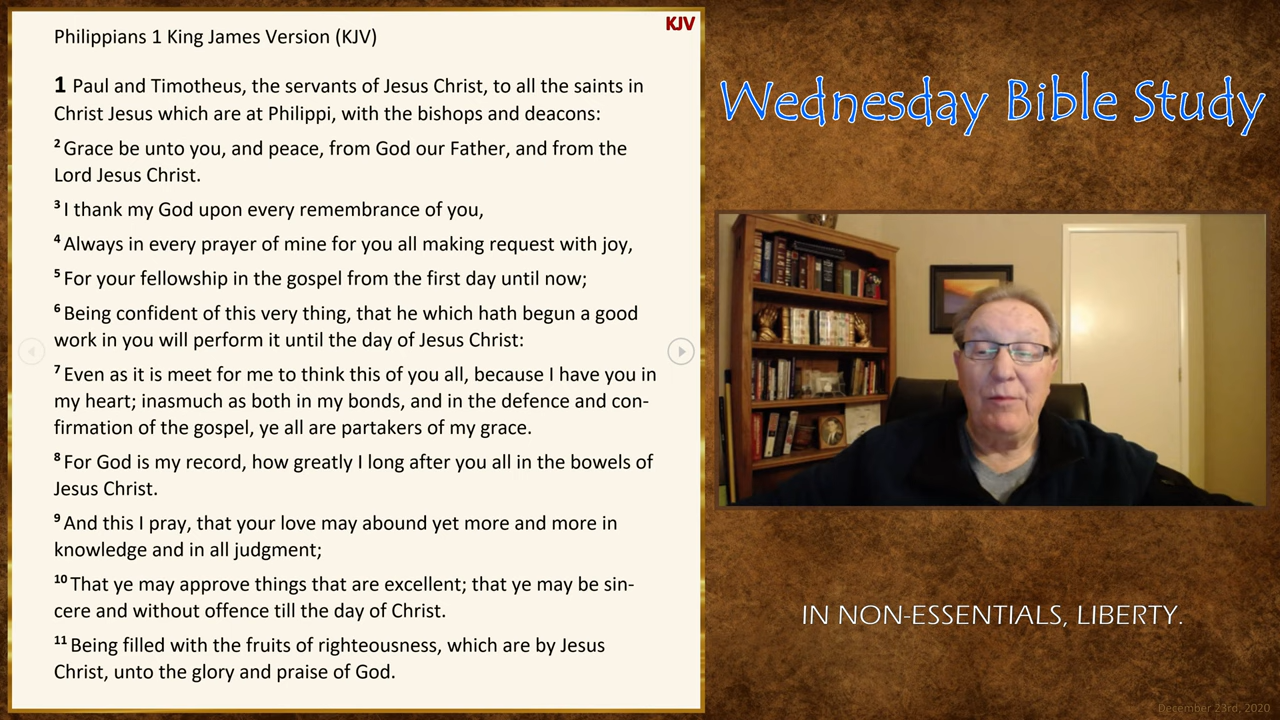 KJV
Philippians 1 King James Version (KJV)
1 Paul and Timotheus, the servants of Jesus Christ, to all the saints in
Christ Jesus which are at Philippi, with the bishops and deacons:
2 Grace be unto you, and peace, from God our Father, and from the
Lord Jesus Christ.
3 I thank my God upon every remembrance of you,
4 Always in every prayer of mine for you all making request with joy,
5 For your fellowship in the gospel from the first day until now;
6 Being confident of this very thing, that he which hath begun a good
work in you will perform it until the day of Jesus Christ:
7 Even as it is meet for me to think this of you all, because I have you in
my heart; inasmuch as both in my bonds, and in the defence and con-
firmation of the gospel, ye all are partakers of my grace.
8 For God is my record, how greatly I long after you all in the bowels of
Jesus Christ.
9 And this I pray, that your love may abound yet more and more in
knowledge and in all judgment;
10 That ye may approve things that are excellent; that ye may be sin-
cere and without offence till the day of Christ.
11 Being filled with the fruits of righteousness, which are by Jesus
Christ, unto the glory and praise of God.
Wednesday Bible Study
IN NON-ESSENTIALS, LIBERTY.
December 23rd, 2020